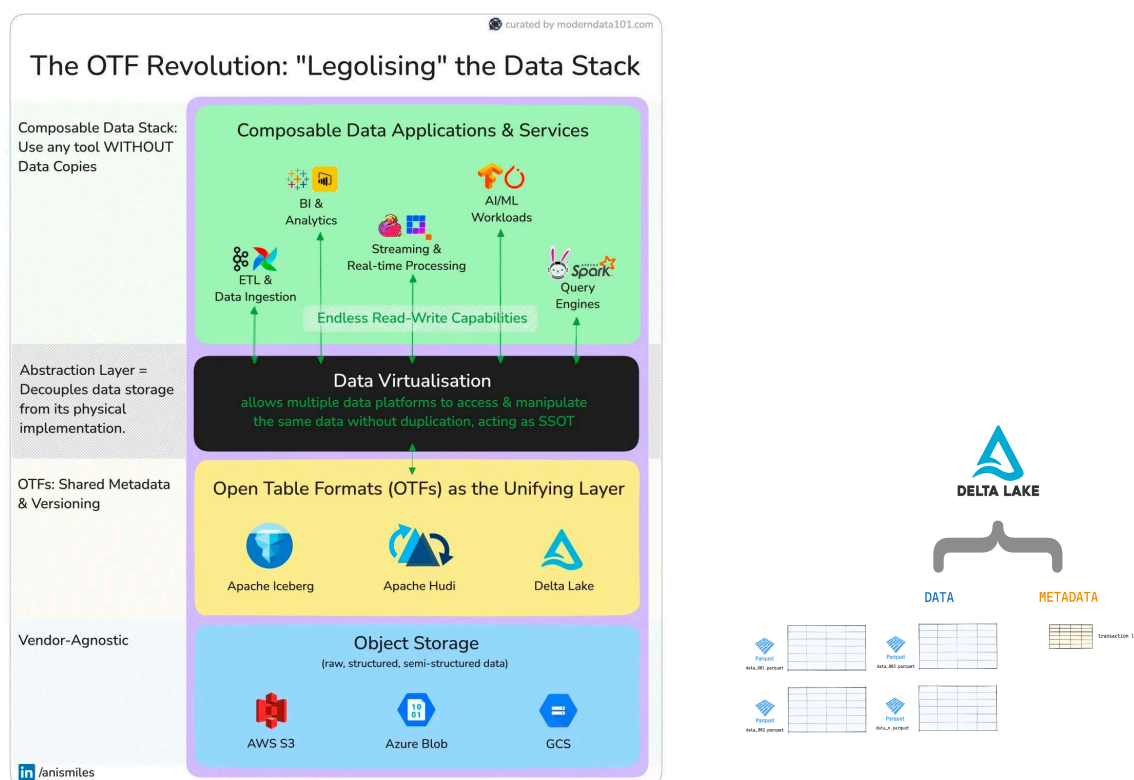 curated by moderndata101.com
The OTF Revolution: "Legolising" the Data Stack
Composable Data Stack:
Use any tool WITHOUT
Data Copies
Composable Data Applications & Services
BI &
Analytics
AI/ML
Workloads
Streaming &
Real-time Processing
ETL &
Data Ingestion
APACHE
Spark
Query
Engines
Endless Read-Write Capabilities
Abstraction Layer =
Decouples data storage
from its physical
implementation.
Data Virtualisation
allows multiple data platforms to access & manipulate
the same data without duplication, acting as SSOT
OTFs: Shared Metadata
& Versioning
Open Table Formats (OTFs) as the Unifying Layer
Apache Iceberg
Apache Hudi
Delta Lake
Vendor-Agnostic
Object Storage
(raw, structured, semi-structured data)
10
01
AWS S3
Azure Blob
GCS
in /anismiles
DELTA LAKE
DATA
METADATA
Parquet
data_001.parquet
Parquet
data_003.parquet
transaction l
Parquet
data_002.parquet
Parquet
data_n.parquet